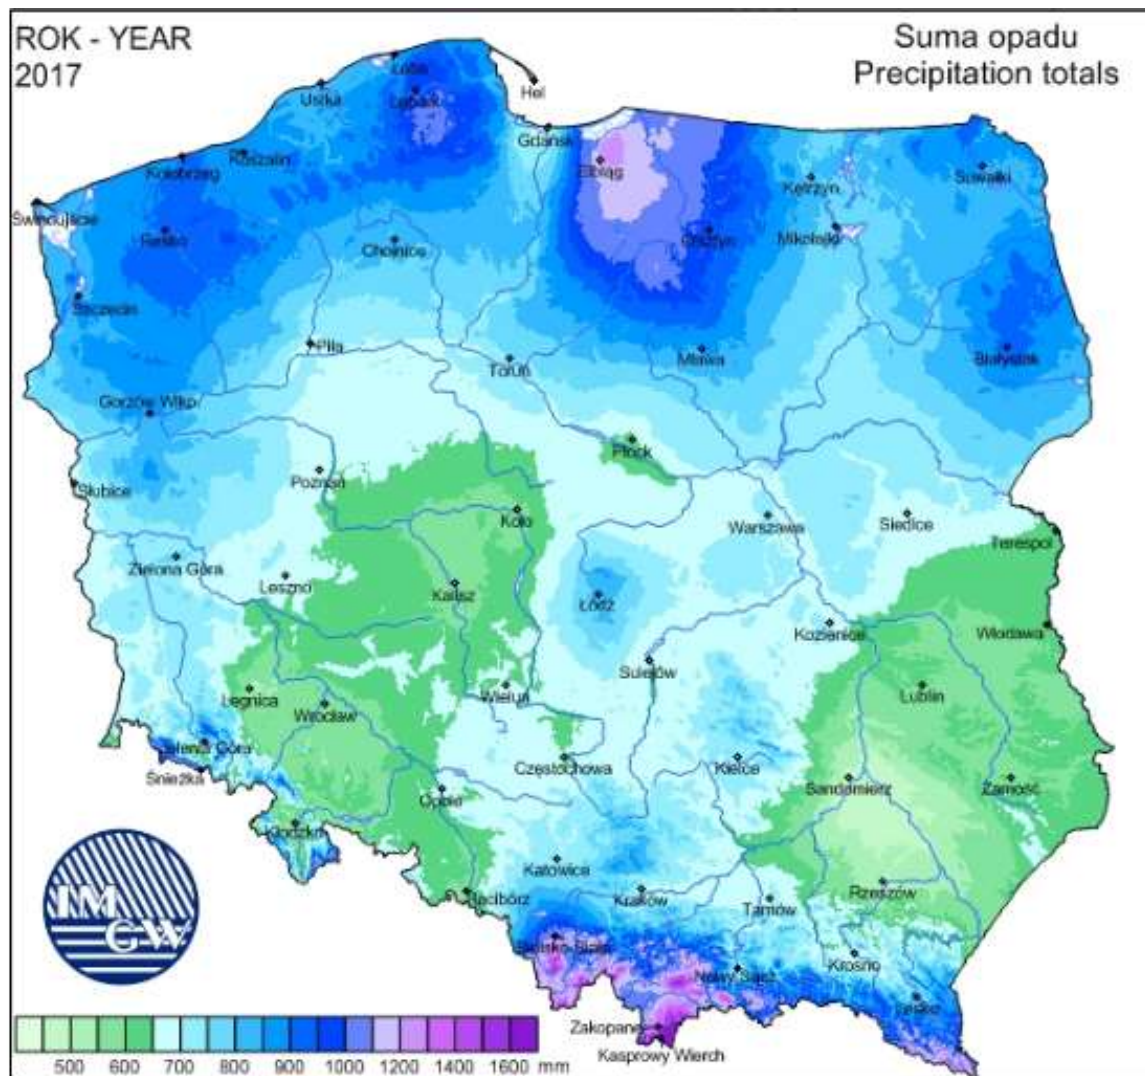 ROK - YEAR
2017
Suma opadu
Precipitation totals
Łeba
Ustka
Lębork
Hel
Gdańsk
Koszalin
Kołobrzeg
Elbląg
Kętrzyn
Suwałki
Świnoujście
Resko
Chojnice
Olsztyn
Mikołajki
Szczecin
Piła
Toruń
Mława
Białystok
Gorzów Wlkp.
Płock
Słubice
Poznań
Koło
Warszawa
Siedlce
Terespol
Zielona Góra
Leszno
Kalisz
Łódź
Kozienice
Włodawa
Sulejów
Legnica
Wrocław
Wieluń
Lublin
Jelenia Góra
Śnieżka
Częstochowa
Kielce
Sandomierz
Zamość
Opole
Kłodzko
Katowice
Racibórz
Kraków
Tarnów
Rzeszów
IM
GW
Bielsko-Biała
Nowy Sącz
Krosno
Lesko
Zakopane
Kasprowy Wierch
500 600 700 800 900 1000 1200 1400 1600 mm